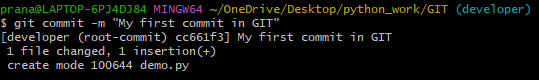 prana@LAPTOP-6PJ4DJ84 MINGW64 ~/OneDrive/Desktop/python_work/GIT (developer)
$ git commit -m "My first commit in GIT"
[developer (root-commit) cc661f3] My first commit in GIT
 1 file changed, 1 insertion(+)
 create mode 100644 demo.py